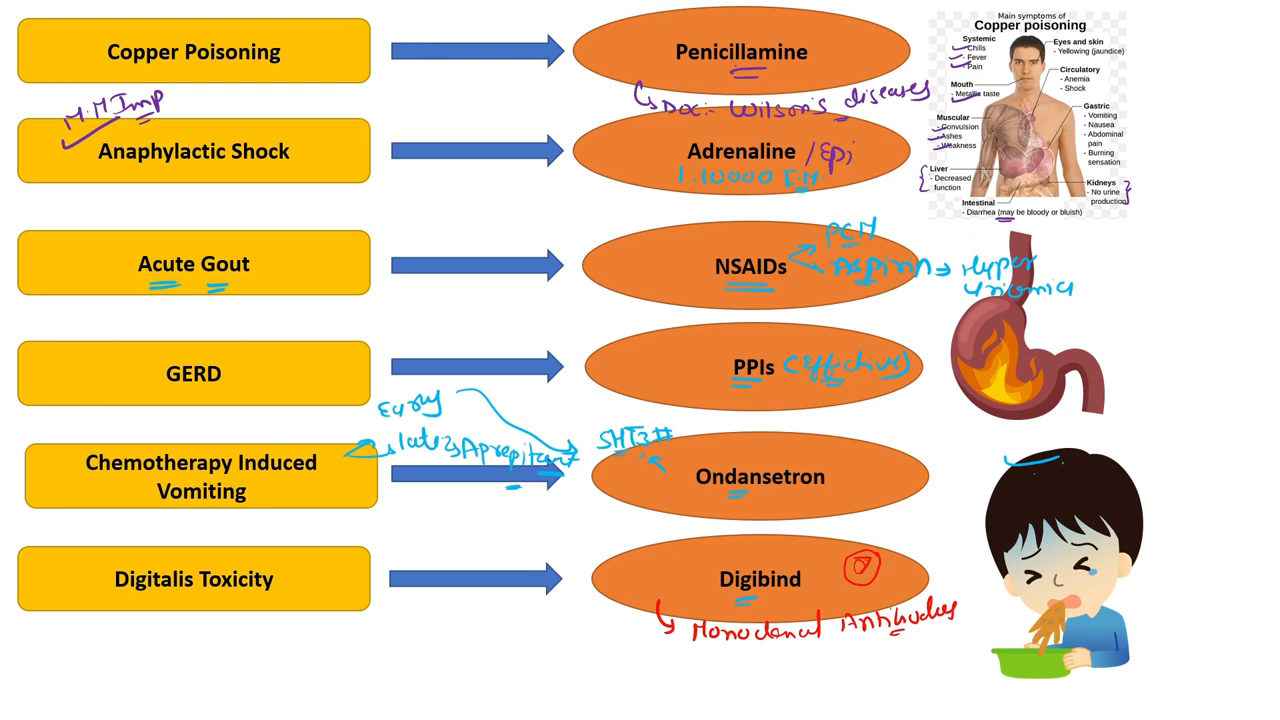 Copper Poisoning
Penicillamine
↳ DOC:- Wilson's diseases
M.M Imp
Anaphylactic Shock
Adrenaline /Epi
1:10000 I.M
Acute Gout
NSAIDs
PCM
Aspirin → Hyper
Uricemia
GERD
PPIs (effective)
Early
late → Aprepitant
Chemotherapy Induced
Vomiting
5HT3
Ondansetron
Digitalis Toxicity
Digibind
↳ Monoclonal Antibodies
Main symptoms of
Copper poisoning
Systemic
- Chills
- Fever
- Pain
Mouth
- Metallic taste
Muscular
- Convulsion
- Ashes
- Weakness
Liver
- Decreased
function
Intestinal
- Diarrhea (may be bloody or bluish)
Eyes and skin
- Yellowing (jaundice)
Circulatory
- Anemia
- Shock
Gastric
- Vomiting
- Nausea
- Abdominal
pain
- Burning
sensation
Kidneys
- No urine
production